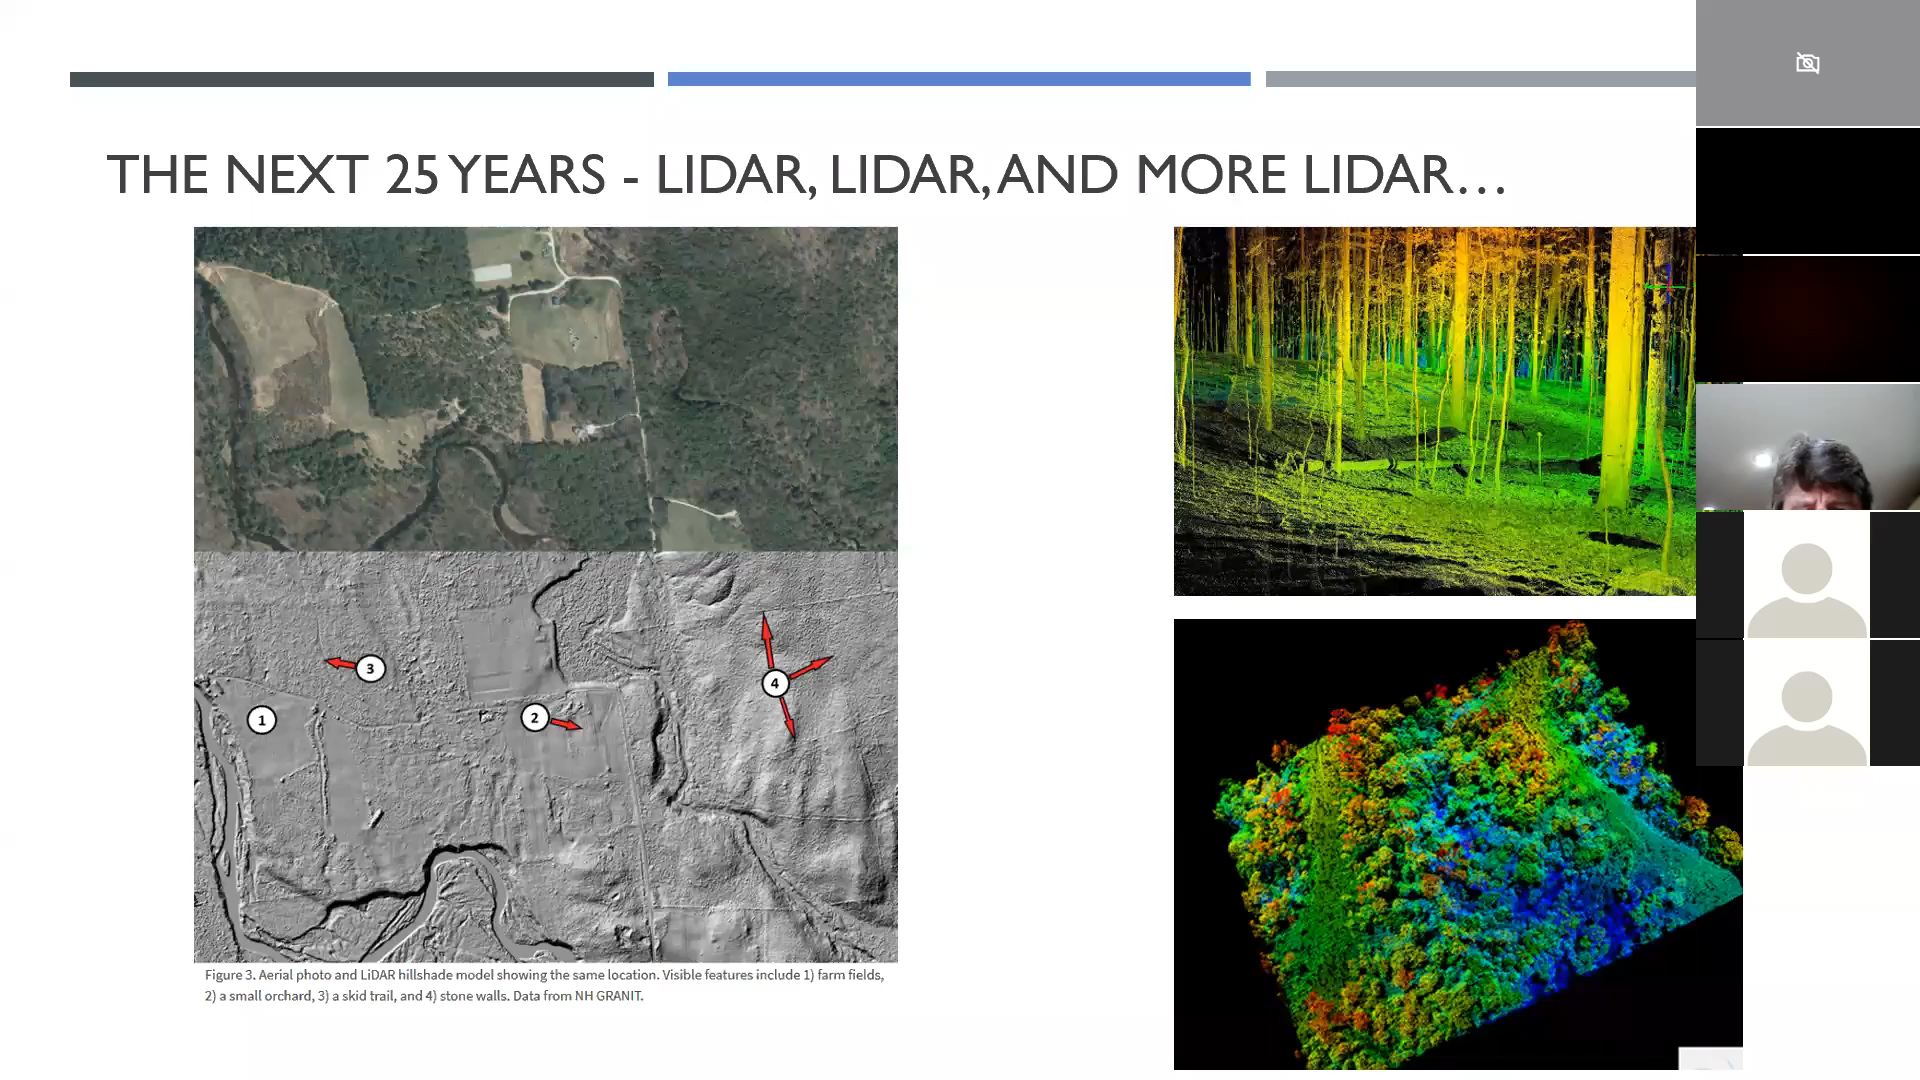 THE NEXT 25 YEARS - LIDAR, LIDAR, AND MORE LIDAR…
3
4
1
2
Figure 3. Aerial photo and LiDAR hillshade model showing the same location. Visible features include 1) farm fields,
2) a small orchard, 3) a skid trail, and 4) stone walls. Data from NH GRANIT.